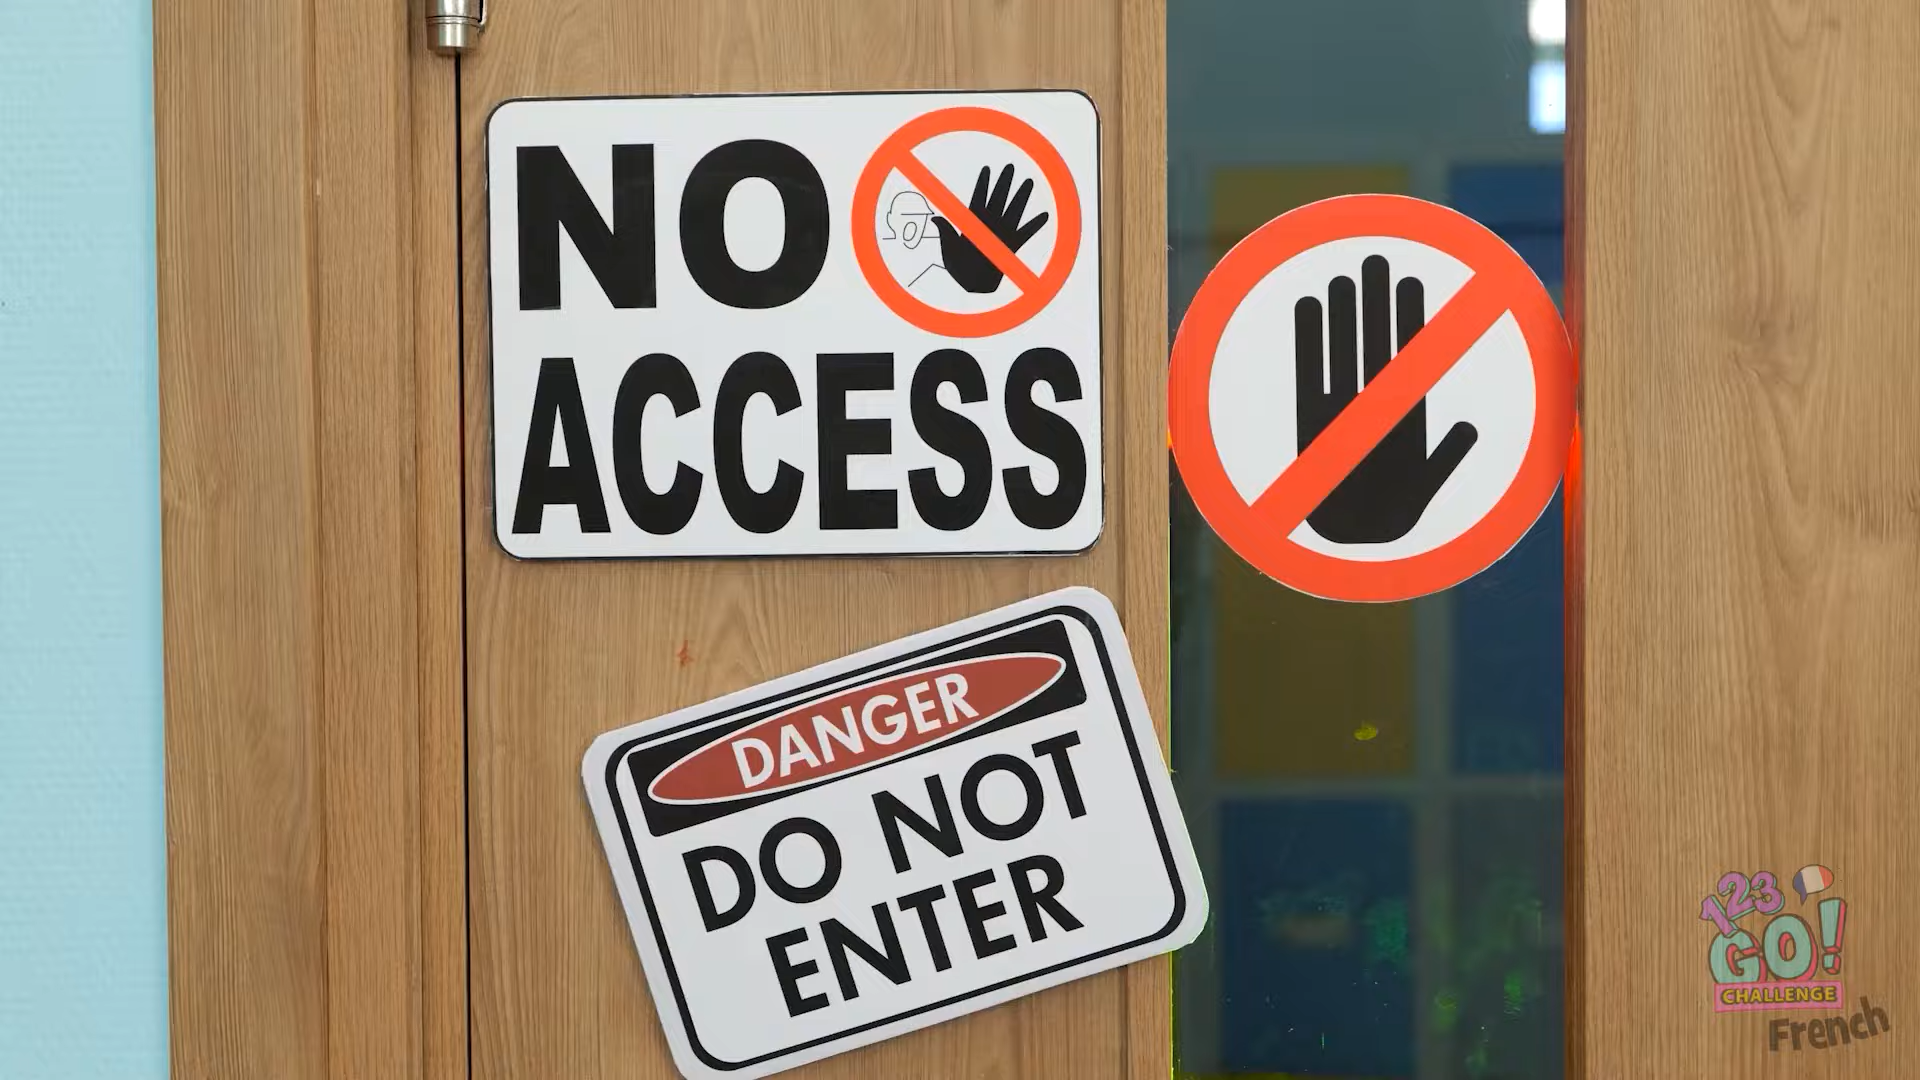 NO
ACCESS
DANGER
DO NOT
ENTER
123
GO!
CHALLENGE
French